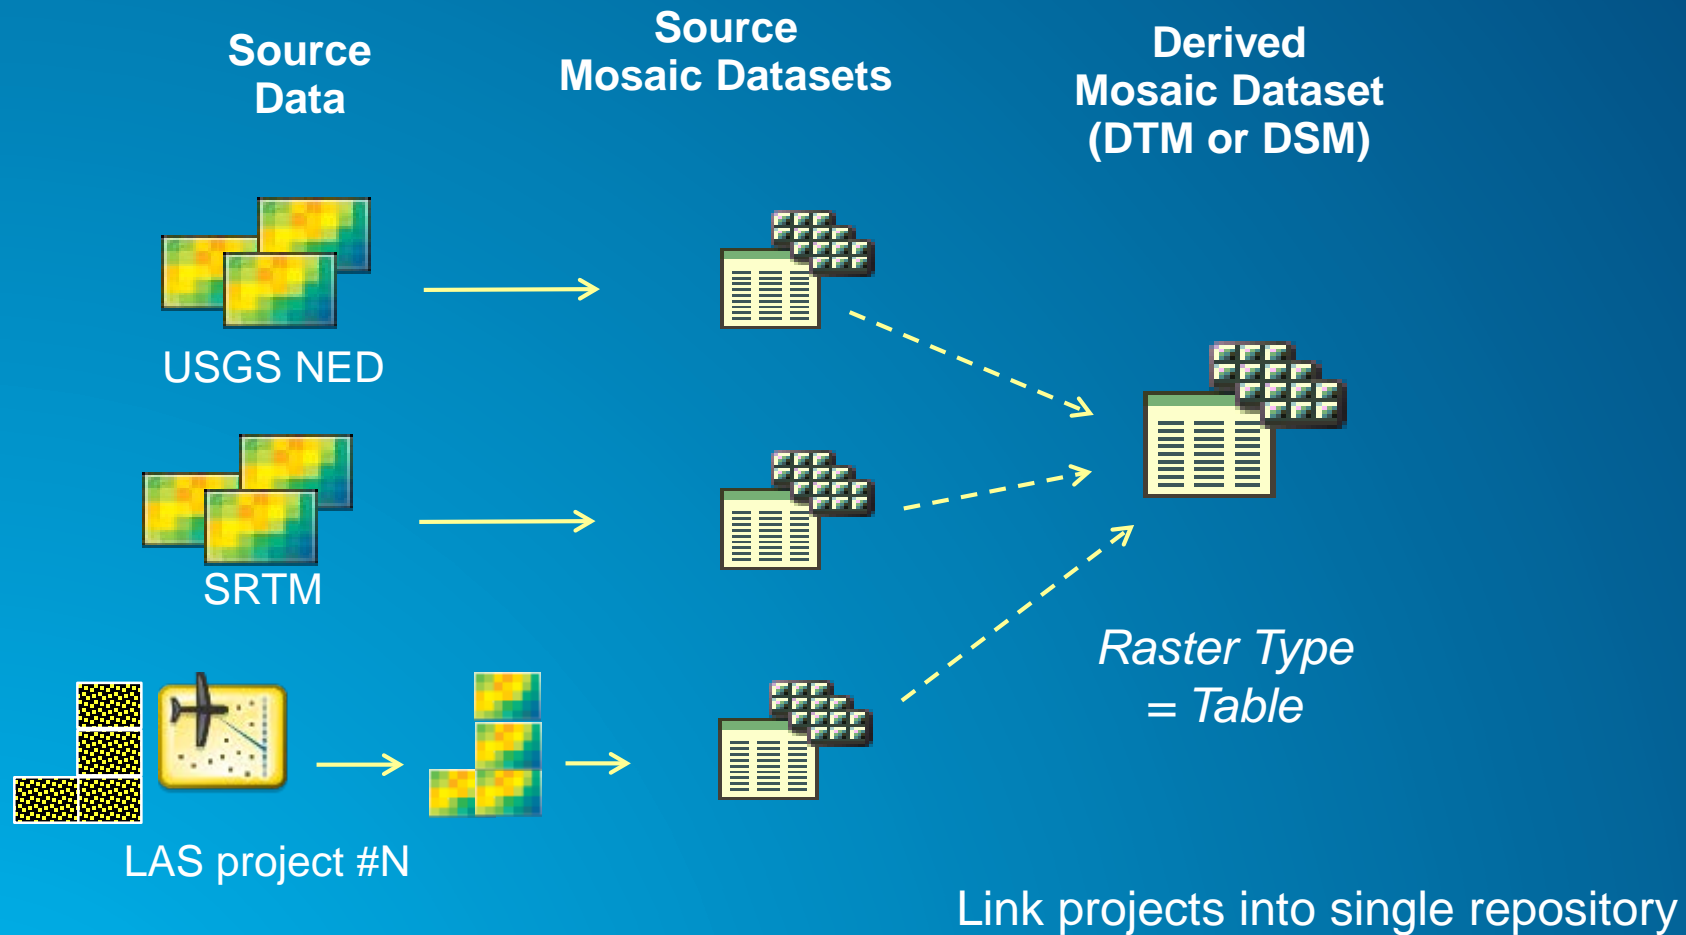 Source
Data
Source
Mosaic Datasets
Derived
Mosaic Dataset
(DTM or DSM)
USGS NED
SRTM
LAS project #N
Raster Type
= Table
Link projects into single repository